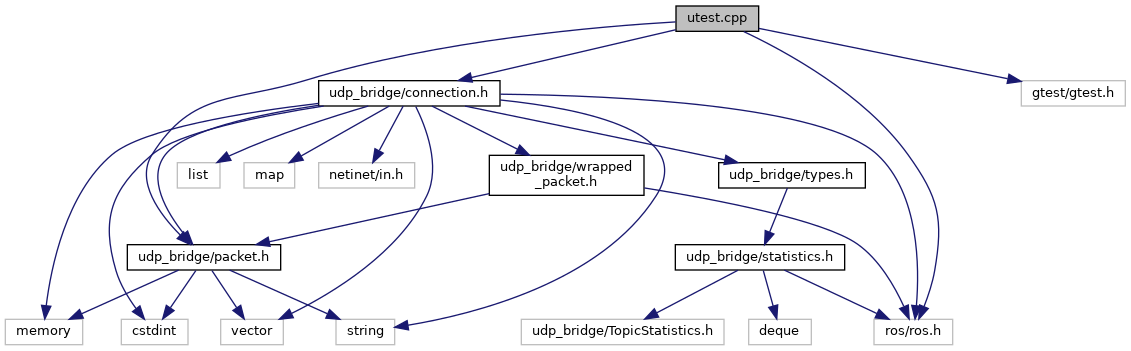 utest.cpp
udp_bridge/connection.h
gtest/gtest.h
list
map
netinet/in.h
udp_bridge/wrapped
_packet.h
udp_bridge/types.h
udp_bridge/packet.h
udp_bridge/statistics.h
memory
cstdint
vector
string
udp_bridge/TopicStatistics.h
deque
ros/ros.h